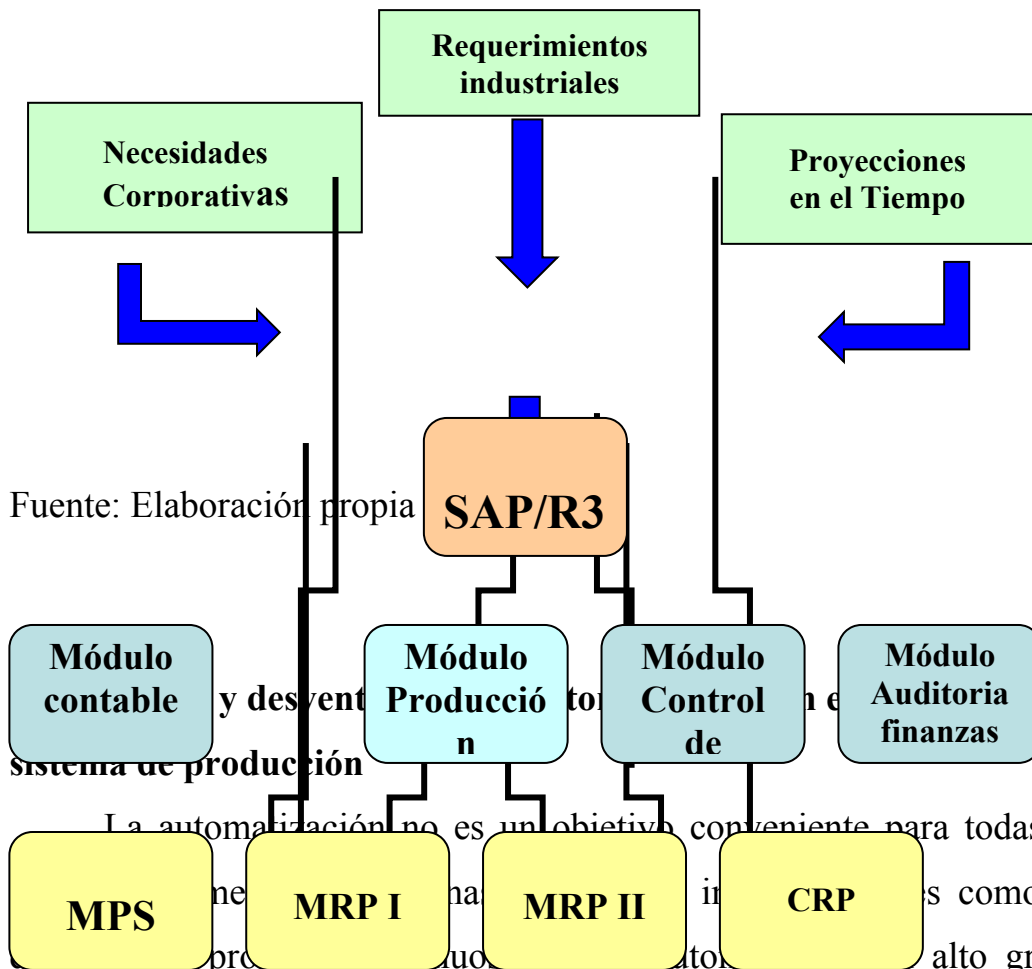 Requerimientos
industriales
Necesidades
Corporativas
Proyecciones
en el Tiempo
SAP/R3
Fuente: Elaboración propia
Módulo
contable
Módulo
Producció
n
Módulo
Control
de
Módulo
Auditoria
finanzas
y
sistema de producción
La automatización no es un objetivo conveniente para todas
como
alto
MPS
MRP I
MRP II
CRP